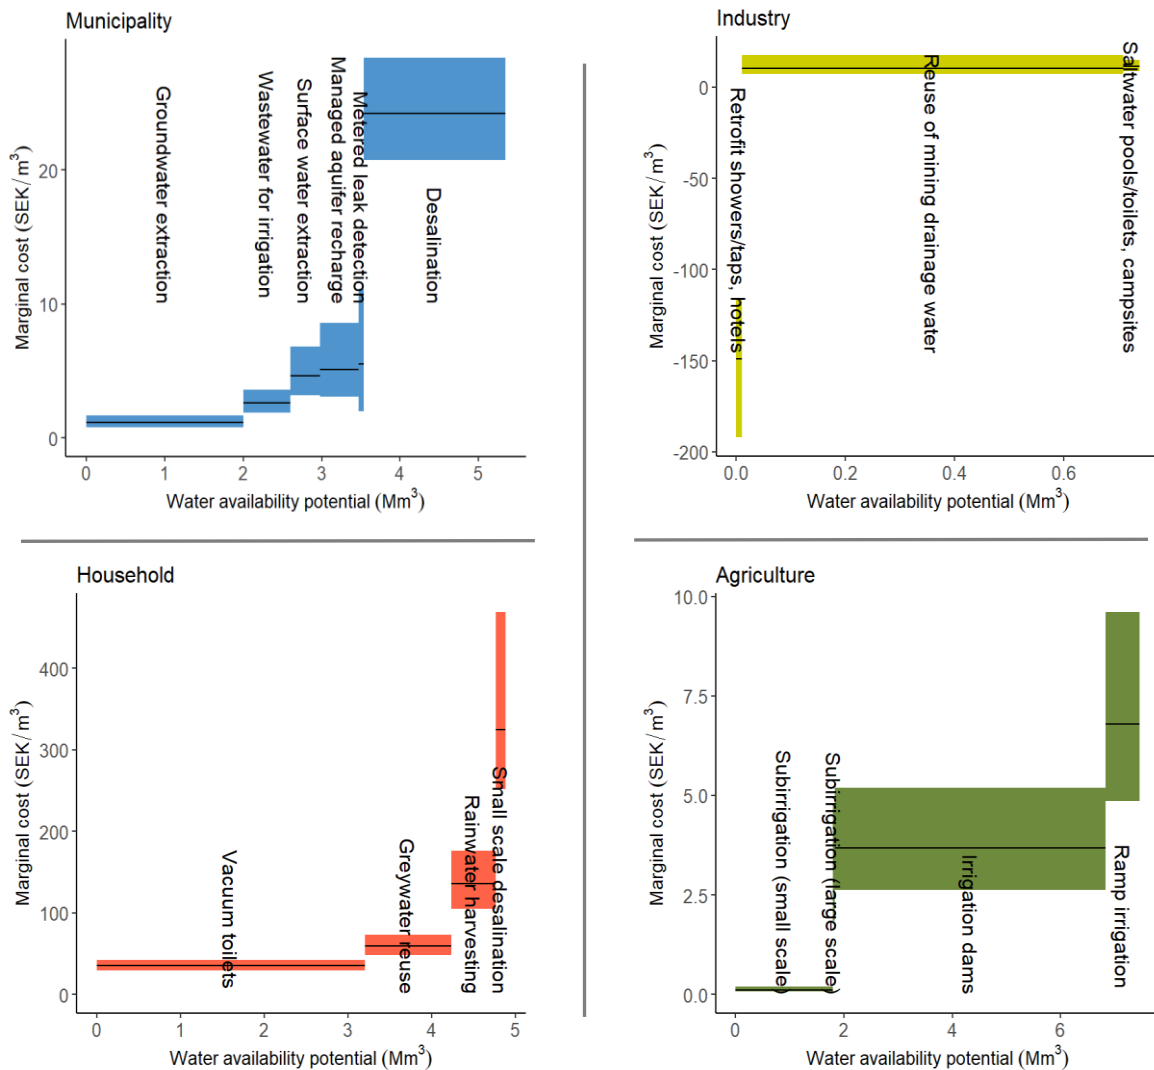 Municipality
Marginal cost (SEK/m³)
20
10
0
Groundwater extraction
Wastewater for irrigation
Surface water extraction
Managed aquifer recharge
Metered leak detection
Desalination
0 1 2 3 4 5
Water availability potential (Mm³)
Industry
Marginal cost (SEK/m³)
0
-50
-100
-150
-200
Retrofit showers/taps, hotels
Reuse of mining drainage water
Saltwater pools/toilets, campsites
0.0 0.2 0.4 0.6
Water availability potential (Mm³)
Household
Marginal cost (SEK/m³)
400
300
200
100
0
Vacuum toilets
Greywater reuse
Rainwater harvesting
Small scale desalination
0 1 2 3 4 5
Water availability potential (Mm³)
Agriculture
Marginal cost (SEK/m³)
10.0
7.5
5.0
2.5
0.0
Subirrigation (small scale)
Subirrigation (large scale)
Irrigation dams
Ramp irrigation
0 2 4 6
Water availability potential (Mm³)